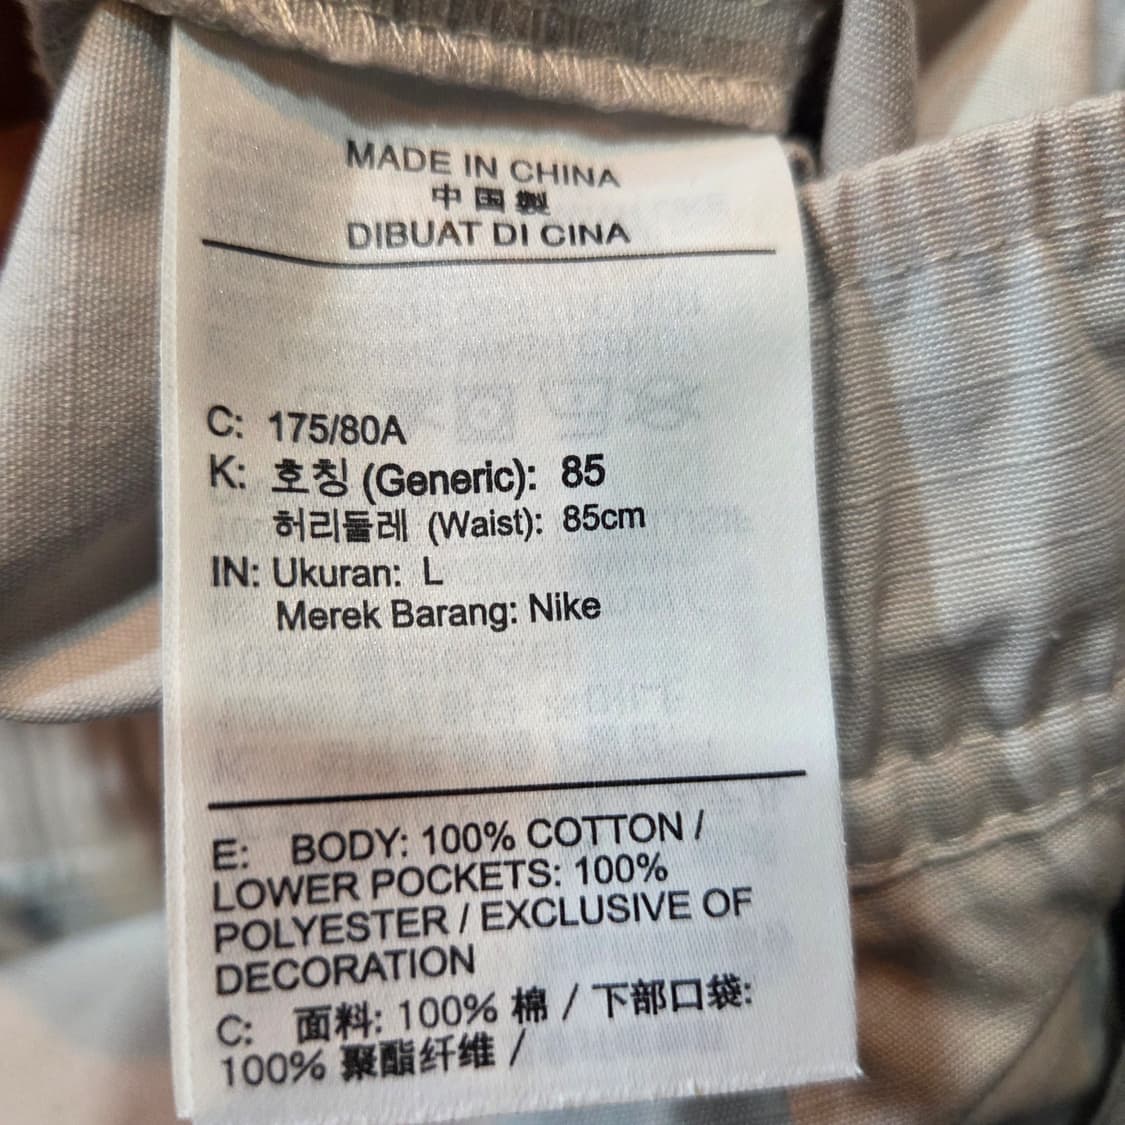 MADE IN CHINA
中国製
DIBUAT DI CINA
C: 175/80A
K: 호칭 (Generic): 85
허리둘레 (Waist): 85cm
IN: Ukuran: L
Merek Barang: Nike
E: BODY: 100% COTTON /
LOWER POCKETS: 100%
POLYESTER / EXCLUSIVE OF
DECORATION
C: 面料: 100% 棉 / 下部口袋:
100% 聚酯纤维 /